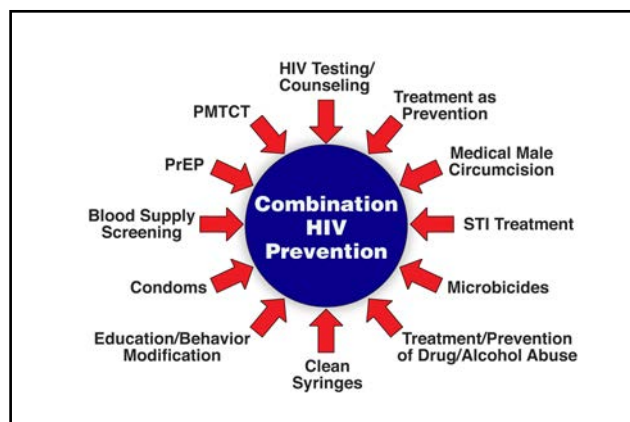 HIV Testing/
Counseling
Treatment as
Prevention
Medical Male
Circumcision
STI Treatment
Microbicides
Treatment/Prevention
of Drug/Alcohol Abuse
Clean
Syringes
Education/Behavior
Modification
Condoms
Blood Supply
Screening
PrEP
PMTCT
Combination
HIV
Prevention